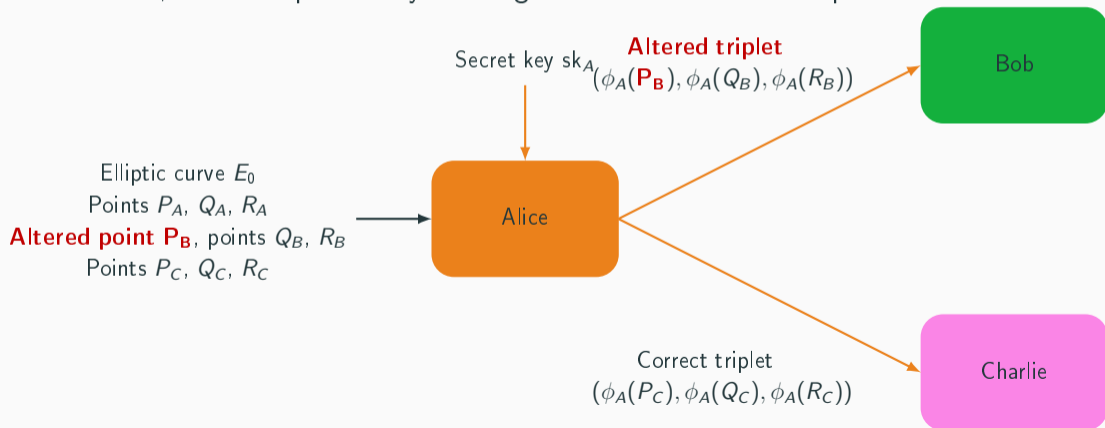 Secret key sk_A
Altered triplet
(ϕ_A(P_B), ϕ_A(Q_B), ϕ_A(R_B))
Bob
Elliptic curve E_0
Points P_A, Q_A, R_A
Altered point P_B, points Q_B, R_B
Points P_C, Q_C, R_C
Alice
Correct triplet
(ϕ_A(P_C), ϕ_A(Q_C), ϕ_A(R_C))
Charlie